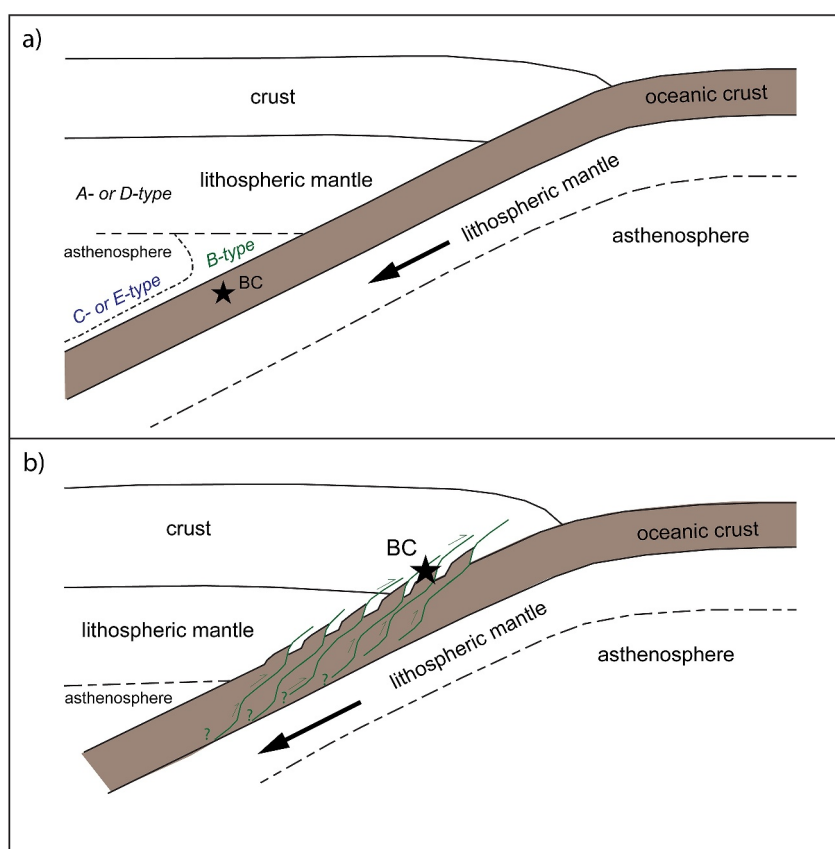 a)
crust
oceanic crust
lithospheric mantle
A- or D-type
lithospheric mantle
asthenosphere
asthenosphere
B-type
BC
C- or E-type
b)
crust
oceanic crust
BC
lithospheric mantle
lithospheric mantle
asthenosphere
asthenosphere
?
?
?
?
?